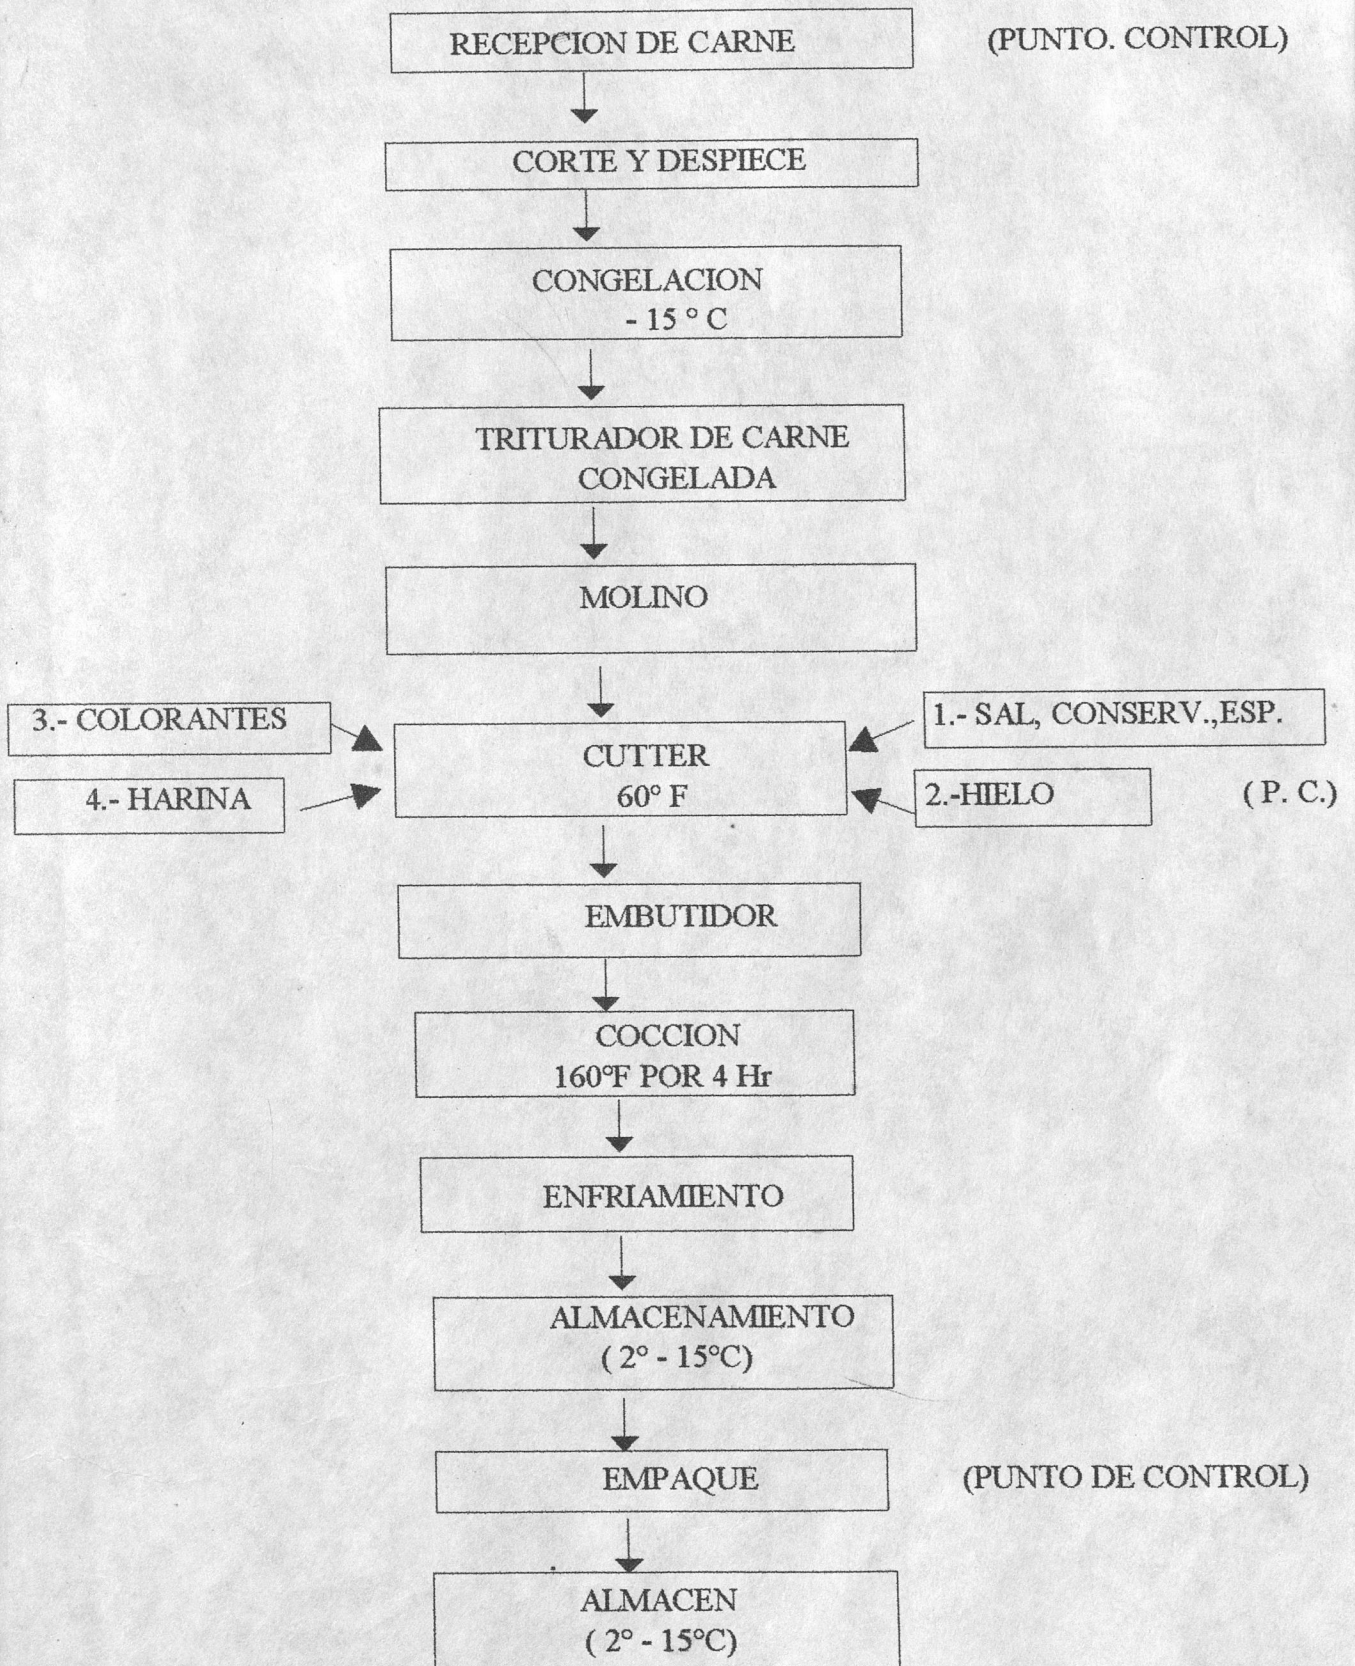 RECEPCION DE CARNE (PUNTO. CONTROL)
CORTE Y DESPIECE
CONGELACION
- 15 ° C
TRITURADOR DE CARNE
CONGELADA
MOLINO
3.- COLORANTES
1.- SAL, CONSERV.,ESP.
CUTTER
60° F
4.- HARINA
2.-HIELO
( P. C.)
EMBUTIDOR
COCCION
160°F POR 4 Hr
ENFRIAMIENTO
ALMACENAMIENTO
( 2° - 15°C)
EMPAQUE (PUNTO DE CONTROL)
ALMACEN
( 2° - 15°C)